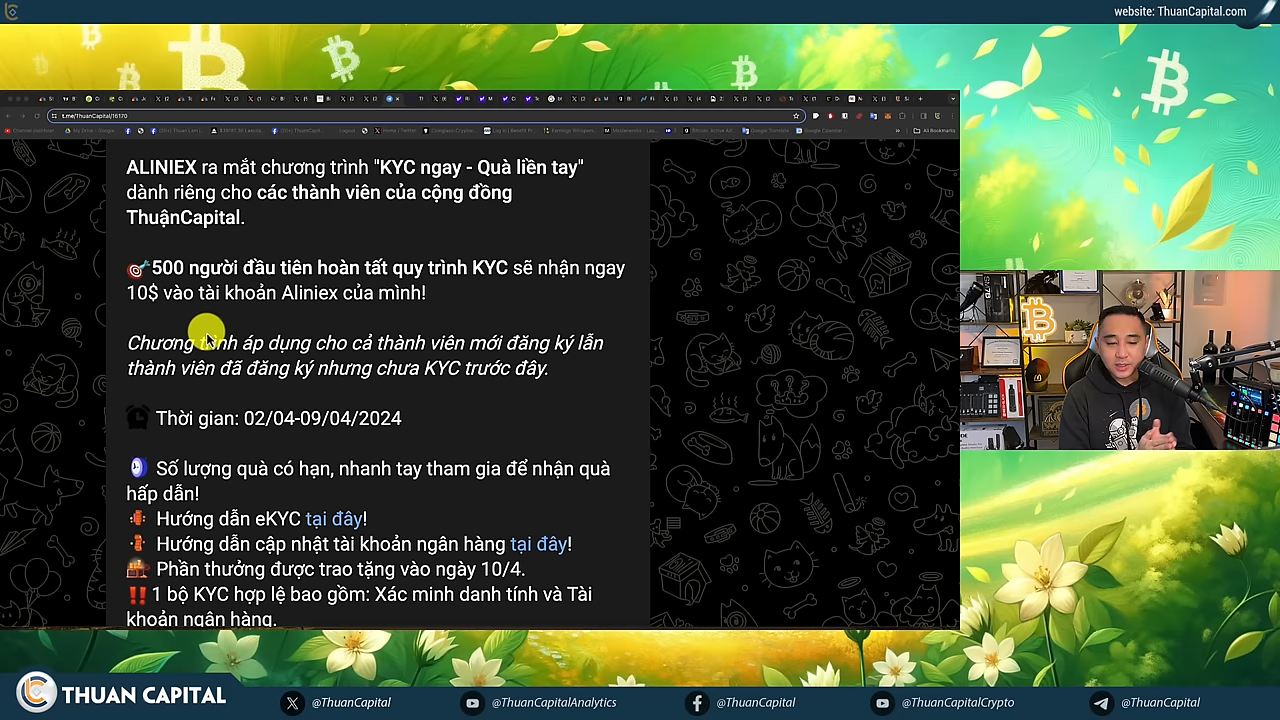 website: ThuanCapital.com
t.me/ThuanCapital/16170
All Bookmarks
ALINIEX ra mắt chương trình "KYC ngay - Quà liền tay"
dành riêng cho các thành viên của cộng đồng
ThuậnCapital.
500 người đầu tiên hoàn tất quy trình KYC sẽ nhận ngay
10$ vào tài khoản Aliniex của mình!
Chương trình áp dụng cho cả thành viên mới đăng ký lẫn
thành viên đã đăng ký nhưng chưa KYC trước đây.
Thời gian: 02/04-09/04/2024
Số lượng quà có hạn, nhanh tay tham gia để nhận quà
hấp dẫn!
Hướng dẫn eKYC tại đây!
Hướng dẫn cập nhật tài khoản ngân hàng tại đây!
Phần thưởng được trao tặng vào ngày 10/4.
‼️1 bộ KYC hợp lệ bao gồm: Xác minh danh tính và Tài
khoản ngân hàng.
THUAN CAPITAL
@ThuanCapital
@ThuanCapitalAnalytics
@ThuanCapital
@ThuanCapitalCrypto
@ThuanCapital